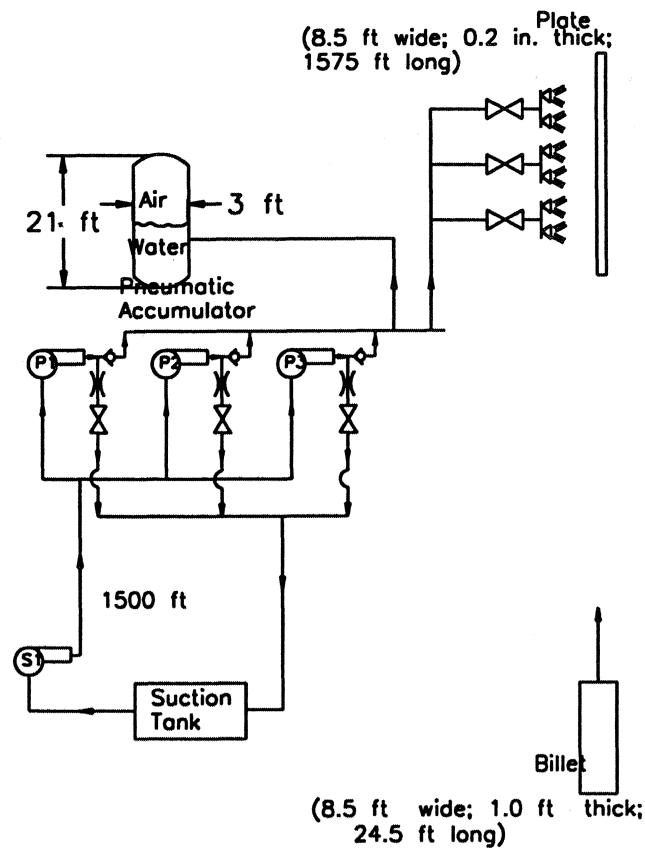 Plate
(8.5 ft wide; 0.2 in. thick;
1575 ft long)
Air
3 ft
21 ft
Water
Pneumatic
Accumulator
P1
P2
P3
1500 ft
S1
Suction
Tank
Billet
(8.5 ft wide; 1.0 ft thick;
24.5 ft long)